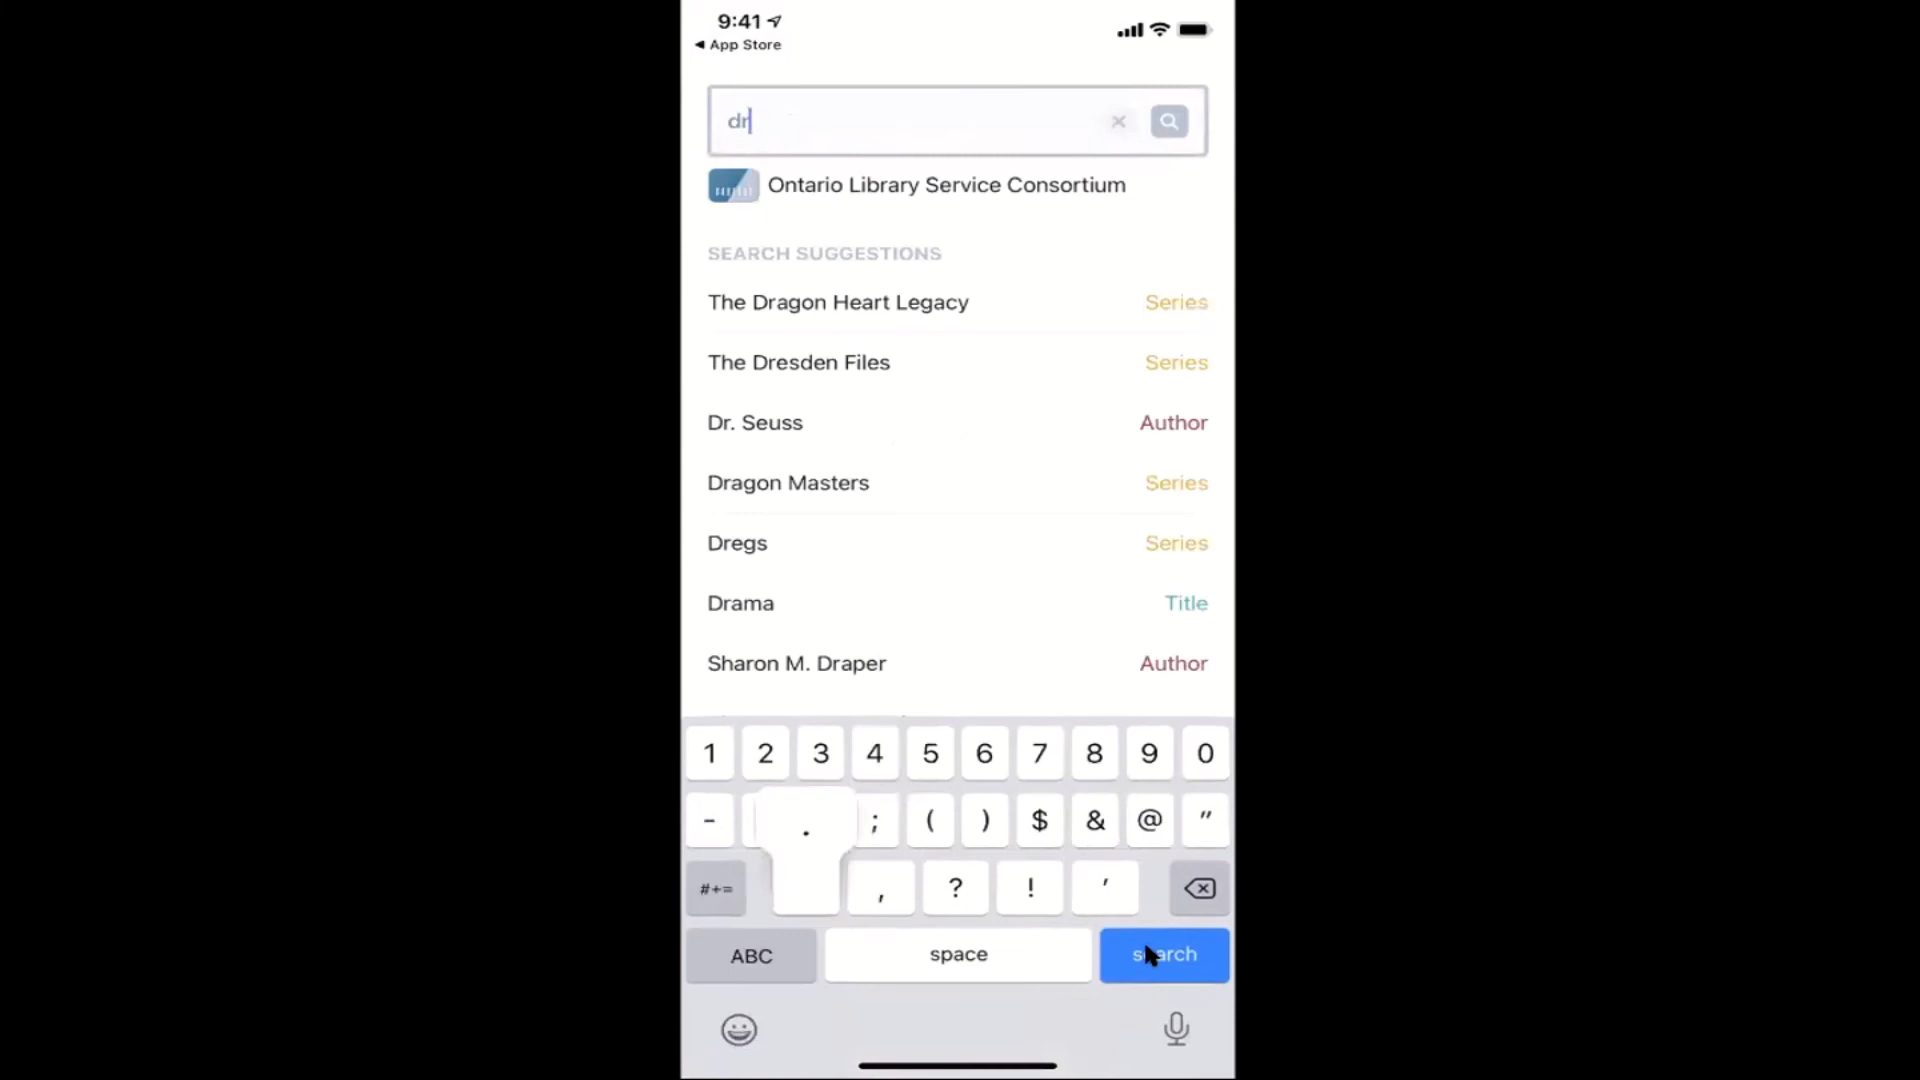 9:41
◀ App Store
dr
Ontario Library Service Consortium
SEARCH SUGGESTIONS
The Dragon Heart Legacy Series
The Dresden Files Series
Dr. Seuss Author
Dragon Masters Series
Dregs Series
Drama Title
Sharon M. Draper Author
1 2 3 4 5 6 7 8 9 0
- . ; ( ) $ & @ "
#+= , ? ! '
ABC space search